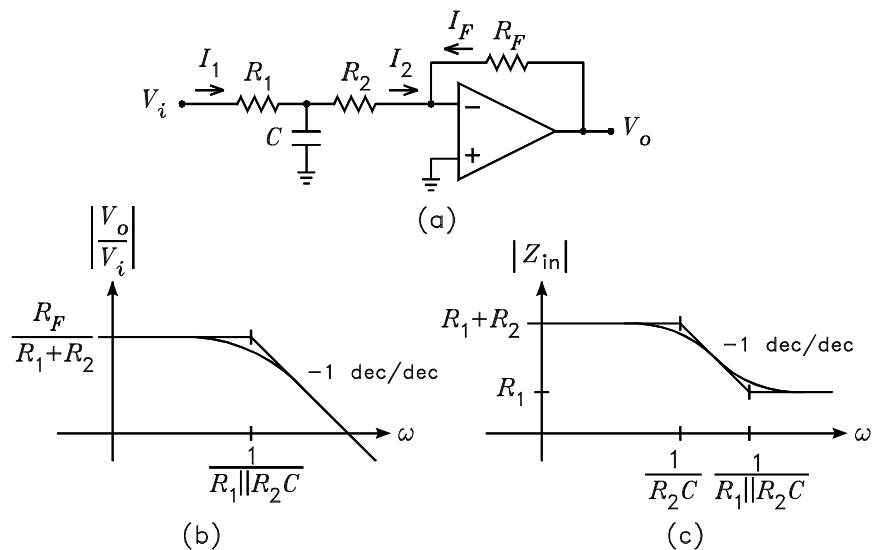 I_F R_F
I_1 R_1 R_2 I_2
V_i C − + V_o
(a)
|V_o/V_i| |Z_in|
R_F/(R_1+R_2) −1 dec/dec ω
1/(R_1||R_2C)
(b)
R_1+R_2 −1 dec/dec
R_1
ω
1/(R_2C) 1/(R_1||R_2C)
(c)